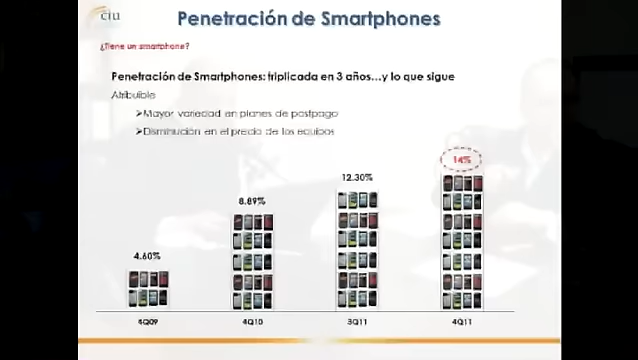 ciu
Penetración de Smartphones
¿Tiene un smartphone?
Penetración de Smartphones: triplicada en 3 años...y lo que sigue
Atribuible
Mayor variedad en planes de postpago
Disminución en el precio de los equipos
14%
12.30%
8.89%
4.60%
4Q09 4Q10 3Q11 4Q11